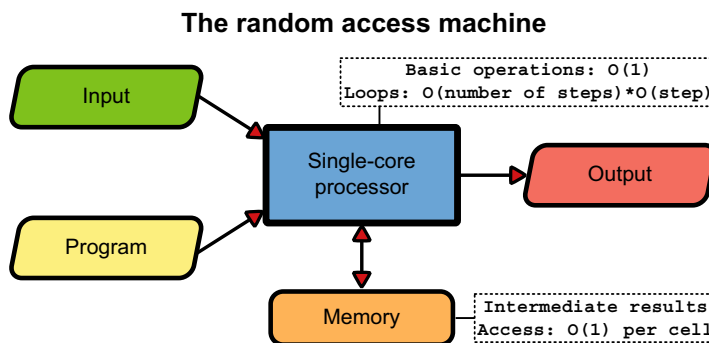 The random access machine
Basic operations: O(1)
Loops: O(number of steps)*O(step)
Input
Single-core
processor
Output
Program
Memory
Intermediate results
Access: O(1) per cell